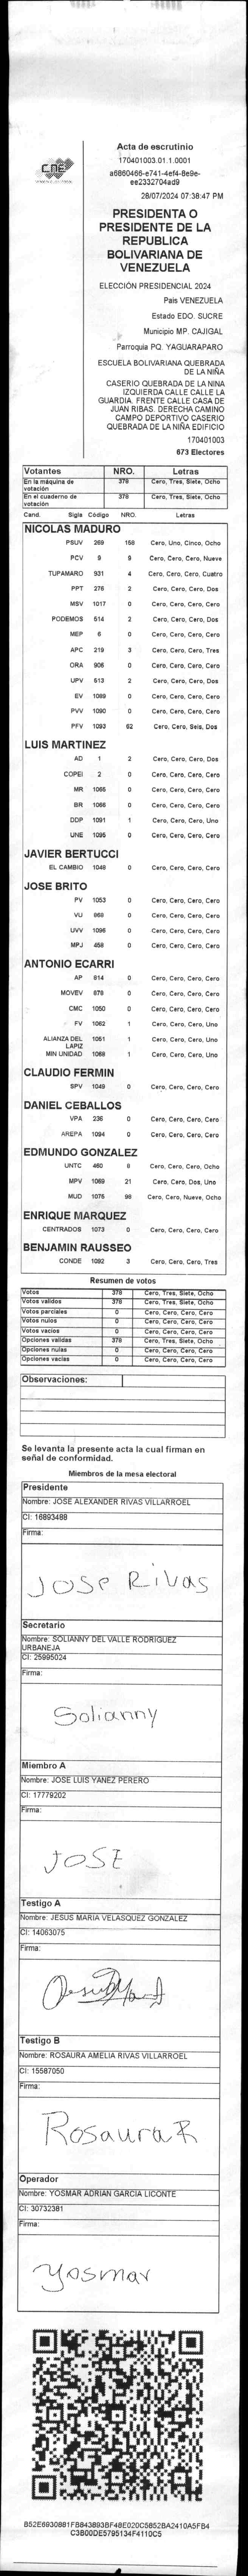 CNE
Acta de escrutinio
170401003.01.1.0001
a6860466-e741-4ef4-8e9e-
ee2332704ad9
28/07/2024 07:38:47 PM
PRESIDENTA O
PRESIDENTE DE LA
REPUBLICA
BOLIVARIANA DE
VENEZUELA
ELECCIÓN PRESIDENCIAL 2024
Pais VENEZUELA
Estado EDO. SUCRE
Municipio MP. CAJIGAL
Parroquia PQ. YAGUARAPARO
ESCUELA BOLIVARIANA QUEBRADA
DE LA NIÑA
CASERIO QUEBRADA DE LA NINA
IZQUIERDA CALLE CALLE LA
GUARDIA. FRENTE CALLE CASA DE
JUAN RIBAS. DERECHA CAMINO
CAMPO DEPORTIVO CASERIO
QUEBRADA DE LA NIÑA EDIFICIO
170401003
673 Electores
Votantes NRO. Letras
En la máquina de votación 378 Cero, Tres, Siete, Ocho
En el cuaderno de votación 378 Cero, Tres, Siete, Ocho
Cand. Sigla Código NRO. Letras
NICOLAS MADURO
PSUV 269 158 Cero, Uno, Cinco, Ocho
PCV 9 9 Cero, Cero, Cero, Nueve
TUPAMARO 931 4 Cero, Cero, Cero, Cuatro
PPT 276 2 Cero, Cero, Cero, Dos
MSV 1017 0 Cero, Cero, Cero, Cero
PODEMOS 514 2 Cero, Cero, Cero, Dos
MEP 6 0 Cero, Cero, Cero, Cero
APC 219 3 Cero, Cero, Cero, Tres
ORA 906 0 Cero, Cero, Cero, Cero
UPV 513 2 Cero, Cero, Cero, Dos
EV 1089 0 Cero, Cero, Cero, Cero
PVV 1090 0 Cero, Cero, Cero, Cero
PFV 1093 62 Cero, Cero, Seis, Dos
LUIS MARTINEZ
AD 1 2 Cero, Cero, Cero, Dos
COPEI 2 0 Cero, Cero, Cero, Cero
MR 1065 0 Cero, Cero, Cero, Cero
BR 1066 0 Cero, Cero, Cero, Cero
DDP 1091 1 Cero, Cero, Cero, Uno
UNE 1095 0 Cero, Cero, Cero, Cero
JAVIER BERTUCCI
EL CAMBIO 1048 0 Cero, Cero, Cero, Cero
JOSE BRITO
PV 1053 0 Cero, Cero, Cero, Cero
VU 868 0 Cero, Cero, Cero, Cero
UVV 1096 0 Cero, Cero, Cero, Cero
MPJ 458 0 Cero, Cero, Cero, Cero
ANTONIO ECARRI
AP 814 0 Cero, Cero, Cero, Cero
MOVEV 878 0 Cero, Cero, Cero, Cero
CMC 1050 0 Cero, Cero, Cero, Cero
FV 1062 1 Cero, Cero, Cero, Uno
ALIANZA DEL LAPIZ 1051 1 Cero, Cero, Cero, Uno
MIN UNIDAD 1068 1 Cero, Cero, Cero, Uno
CLAUDIO FERMIN
SPV 1049 0 Cero, Cero, Cero, Cero
DANIEL CEBALLOS
VPA 236 0 Cero, Cero, Cero, Cero
AREPA 1094 0 Cero, Cero, Cero, Cero
EDMUNDO GONZALEZ
UNTC 460 8 Cero, Cero, Cero, Ocho
MPV 1069 21 Cero, Cero, Dos, Uno
MUD 1075 98 Cero, Cero, Nueve, Ocho
ENRIQUE MARQUEZ
CENTRADOS 1073 0 Cero, Cero, Cero, Cero
BENJAMIN RAUSSEO
CONDE 1092 3 Cero, Cero, Cero, Tres
Resumen de votos
Votos 378 Cero, Tres, Siete, Ocho
Votos validos 378 Cero, Tres, Siete, Ocho
Votos parciales 0 Cero, Cero, Cero, Cero
Votos nulos 0 Cero, Cero, Cero, Cero
Votos vacios 0 Cero, Cero, Cero, Cero
Opciones validas 378 Cero, Tres, Siete, Ocho
Opciones nulas 0 Cero, Cero, Cero, Cero
Opciones vacias 0 Cero, Cero, Cero, Cero
Observaciones:
Se levanta la presente acta la cual firman en
señal de conformidad.
Miembros de la mesa electoral
Presidente
Nombre: JOSE ALEXANDER RIVAS VILLARROEL
CI: 16893488
Firma:
JOSE RiVas
Secretario
Nombre: SOLIANNY DEL VALLE RODRIGUEZ
URBANEJA
CI: 25995024
Firma:
Solianny
Miembro A
Nombre: JOSE LUIS YANEZ PERERO
CI: 17779202
Firma:
JOSE
Testigo A
Nombre: JESUS MARIA VELASQUEZ GONZALEZ
CI: 14063075
Firma:
Testigo B
Nombre: ROSAURA AMELIA RIVAS VILLARROEL
CI: 15587050
Firma:
Rosaura R
Operador
Nombre: YOSMAR ADRIAN GARCIA LICONTE
CI: 30732381
Firma:
yosmar
B52E6930881FB843893BF48E020C5852BA2410A5FB4
C3B00DE5795134F4110C5